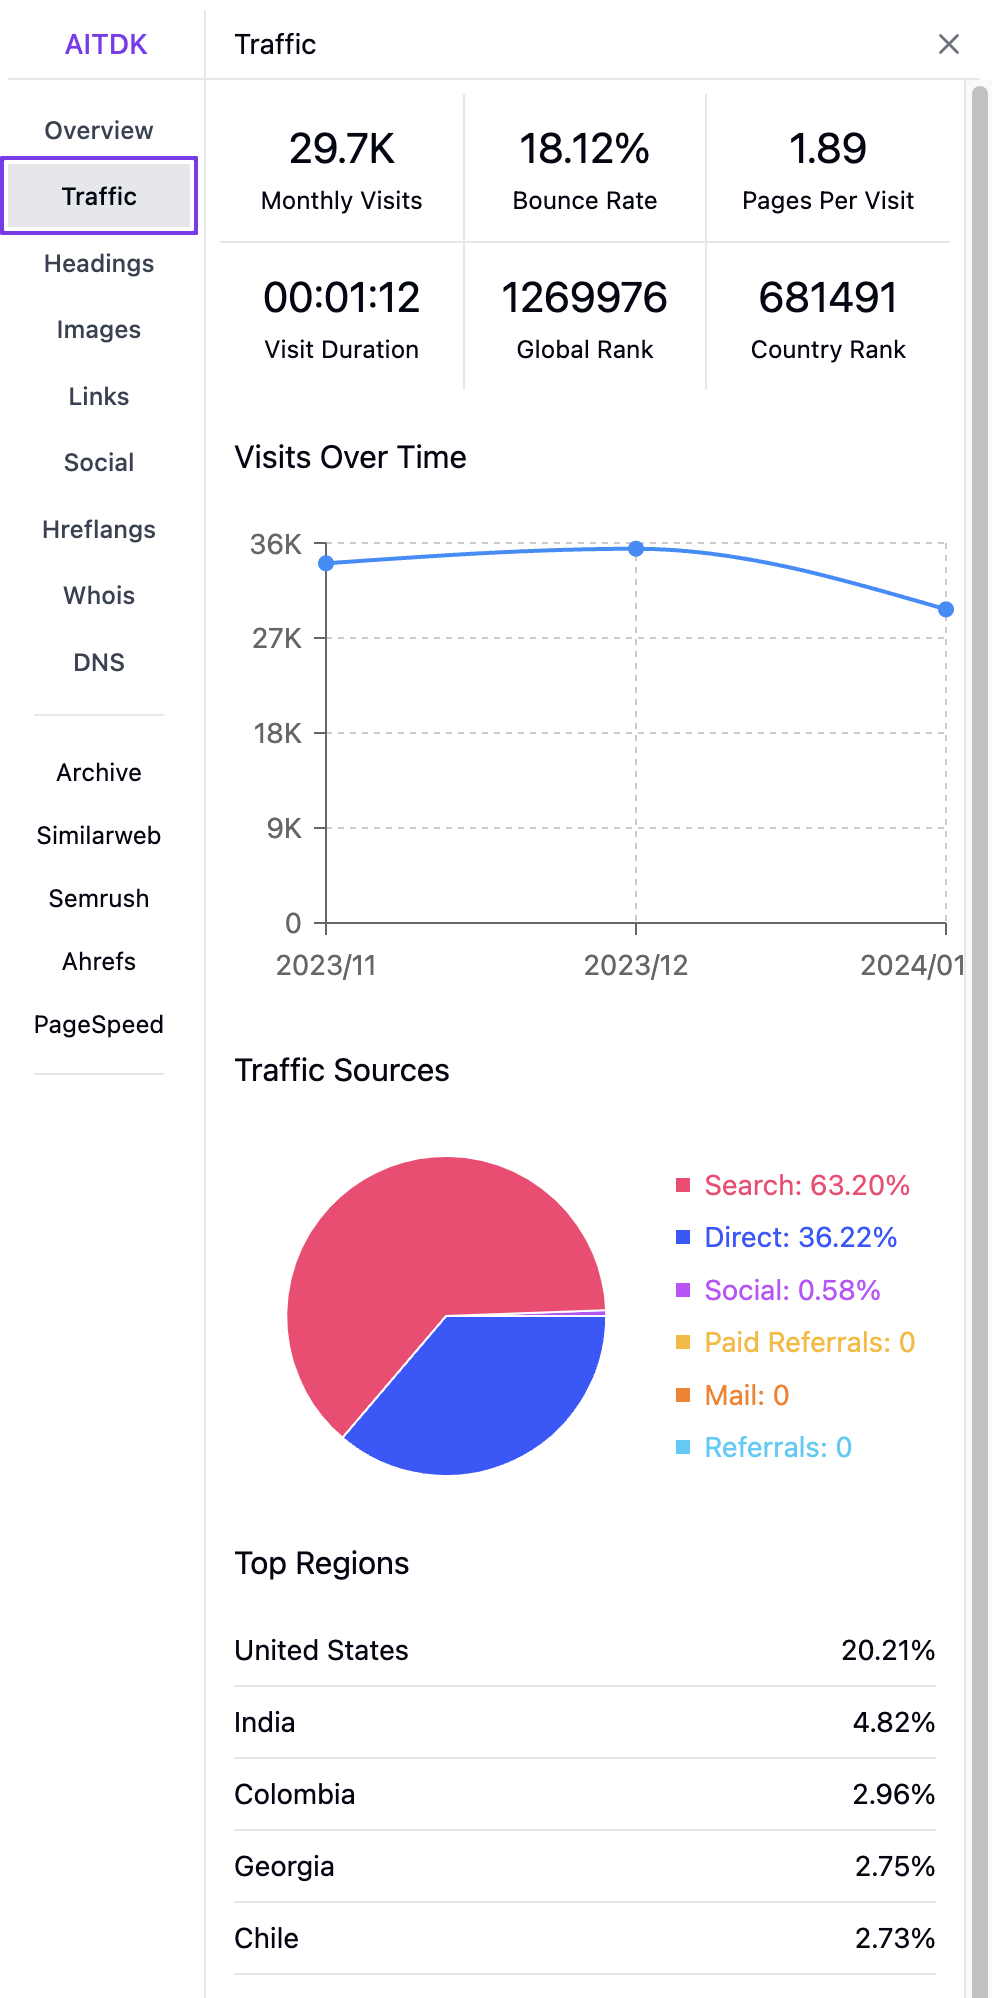 AITDK
Traffic
Overview
Traffic
Headings
Images
Links
Social
Hreflangs
Whois
DNS
Archive
Similarweb
Semrush
Ahrefs
PageSpeed
29.7K
Monthly Visits
18.12%
Bounce Rate
1.89
Pages Per Visit
00:01:12
Visit Duration
1269976
Global Rank
681491
Country Rank
Visits Over Time
36K
27K
18K
9K
0
2023/11
2023/12
2024/01
Traffic Sources
Search: 63.20%
Direct: 36.22%
Social: 0.58%
Paid Referrals: 0
Mail: 0
Referrals: 0
Top Regions
United States 20.21%
India 4.82%
Colombia 2.96%
Georgia 2.75%
Chile 2.73%